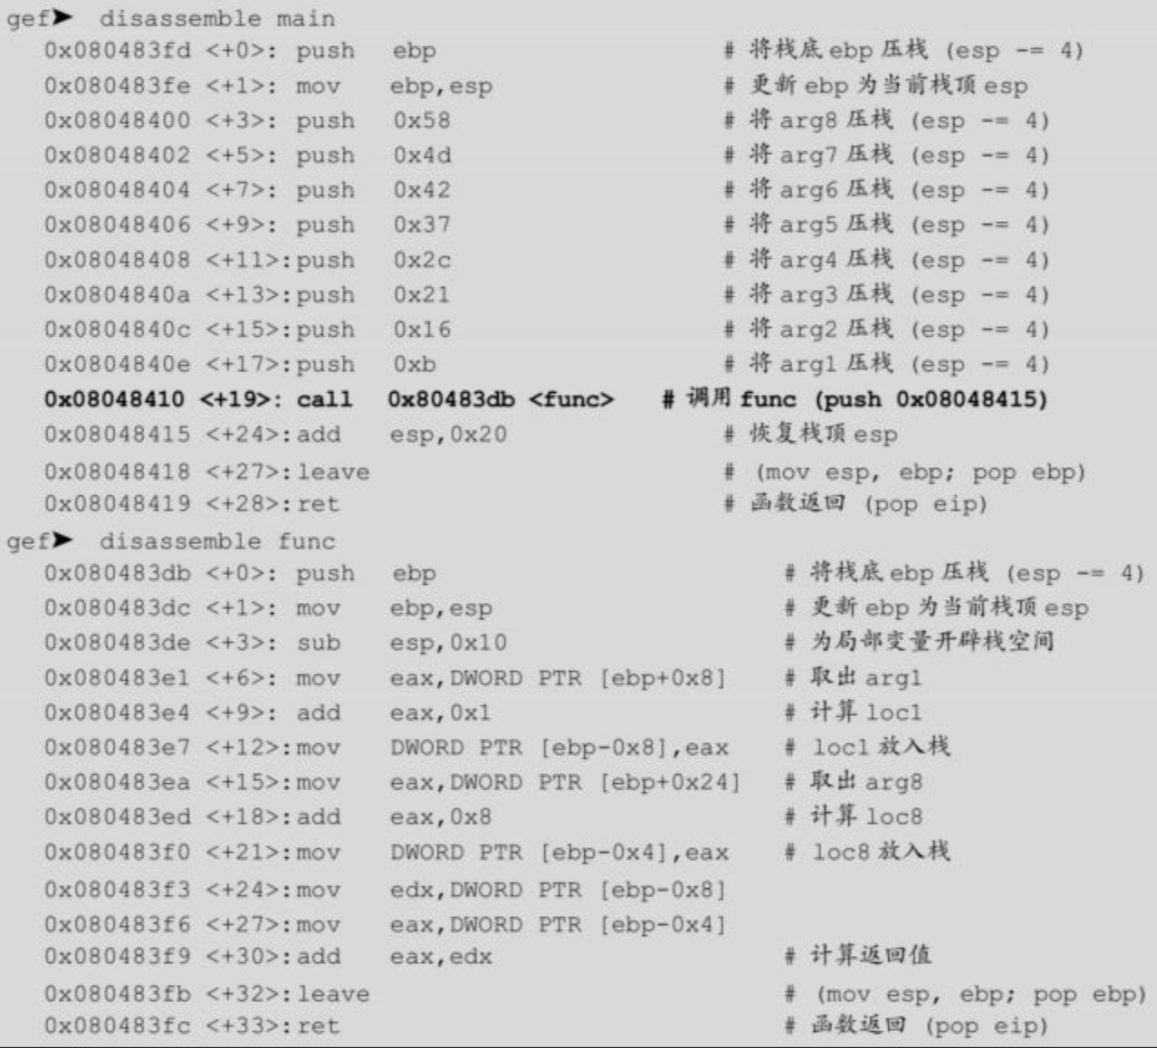 gef➤ disassemble main
0x080483fd <+0>: push ebp # 将栈底 ebp 压栈 (esp -= 4)
0x080483fe <+1>: mov ebp,esp # 更新 ebp 为当前栈顶 esp
0x08048400 <+3>: push 0x58 # 将 arg8 压栈 (esp -= 4)
0x08048402 <+5>: push 0x4d # 将 arg7 压栈 (esp -= 4)
0x08048404 <+7>: push 0x42 # 将 arg6 压栈 (esp -= 4)
0x08048406 <+9>: push 0x37 # 将 arg5 压栈 (esp -= 4)
0x08048408 <+11>:push 0x2c # 将 arg4 压栈 (esp -= 4)
0x0804840a <+13>:push 0x21 # 将 arg3 压栈 (esp -= 4)
0x0804840c <+15>:push 0x16 # 将 arg2 压栈 (esp -= 4)
0x0804840e <+17>:push 0xb # 将 arg1 压栈 (esp -= 4)
0x08048410 <+19>: call 0x80483db <func> # 调用 func (push 0x08048415)
0x08048415 <+24>:add esp,0x20 # 恢复栈顶 esp
0x08048418 <+27>:leave # (mov esp, ebp; pop ebp)
0x08048419 <+28>:ret # 函数返回 (pop eip)
gef➤ disassemble func
0x080483db <+0>: push ebp # 将栈底 ebp 压栈 (esp -= 4)
0x080483dc <+1>: mov ebp,esp # 更新 ebp 为当前栈顶 esp
0x080483de <+3>: sub esp,0x10 # 为局部变量开辟栈空间
0x080483e1 <+6>: mov eax,DWORD PTR [ebp+0x8] # 取出 arg1
0x080483e4 <+9>: add eax,0x1 # 计算 loc1
0x080483e7 <+12>:mov DWORD PTR [ebp-0x8],eax # loc1 放入栈
0x080483ea <+15>:mov eax,DWORD PTR [ebp+0x24] # 取出 arg8
0x080483ed <+18>:add eax,0x8 # 计算 loc8
0x080483f0 <+21>:mov DWORD PTR [ebp-0x4],eax # loc8 放入栈
0x080483f3 <+24>:mov edx,DWORD PTR [ebp-0x8]
0x080483f6 <+27>:mov eax,DWORD PTR [ebp-0x4]
0x080483f9 <+30>:add eax,edx # 计算返回值
0x080483fb <+32>:leave # (mov esp, ebp; pop ebp)
0x080483fc <+33>:ret # 函数返回 (pop eip)